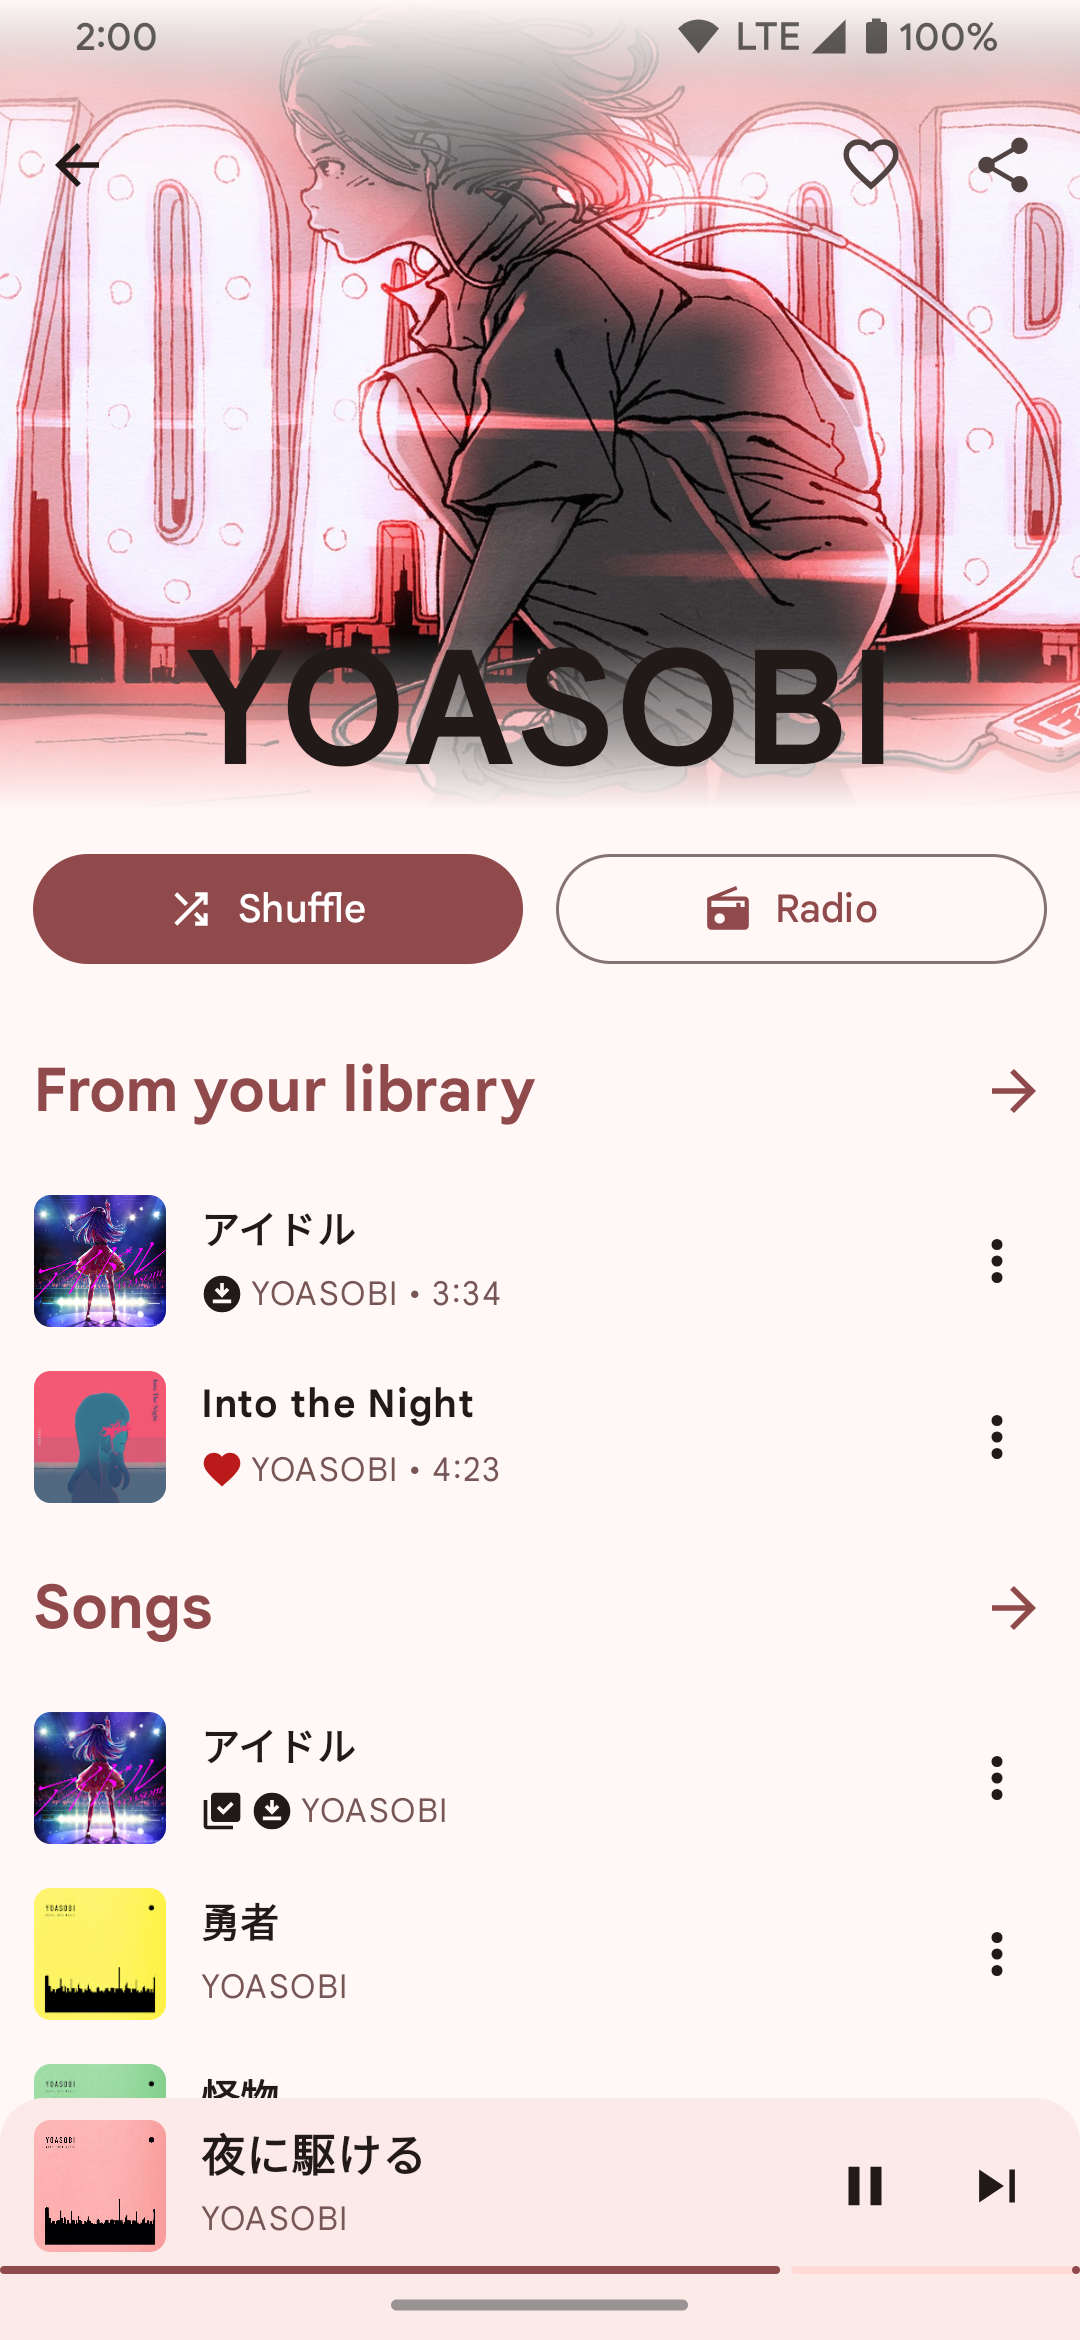 2:00 LTE 100%
YOASOBI
Shuffle
Radio
From your library
アイドル
YOASOBI • 3:34
Into the Night
YOASOBI • 4:23
Songs
アイドル
YOASOBI
勇者
YOASOBI
怪物
夜に駆ける
YOASOBI